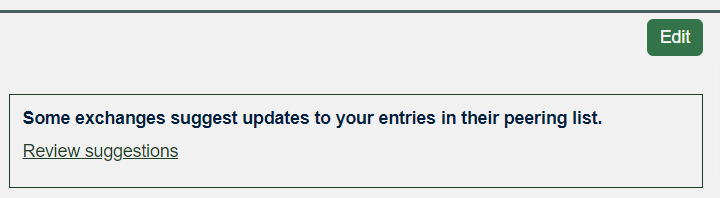 Edit
Some exchanges suggest updates to your entries in their peering list.
Review suggestions